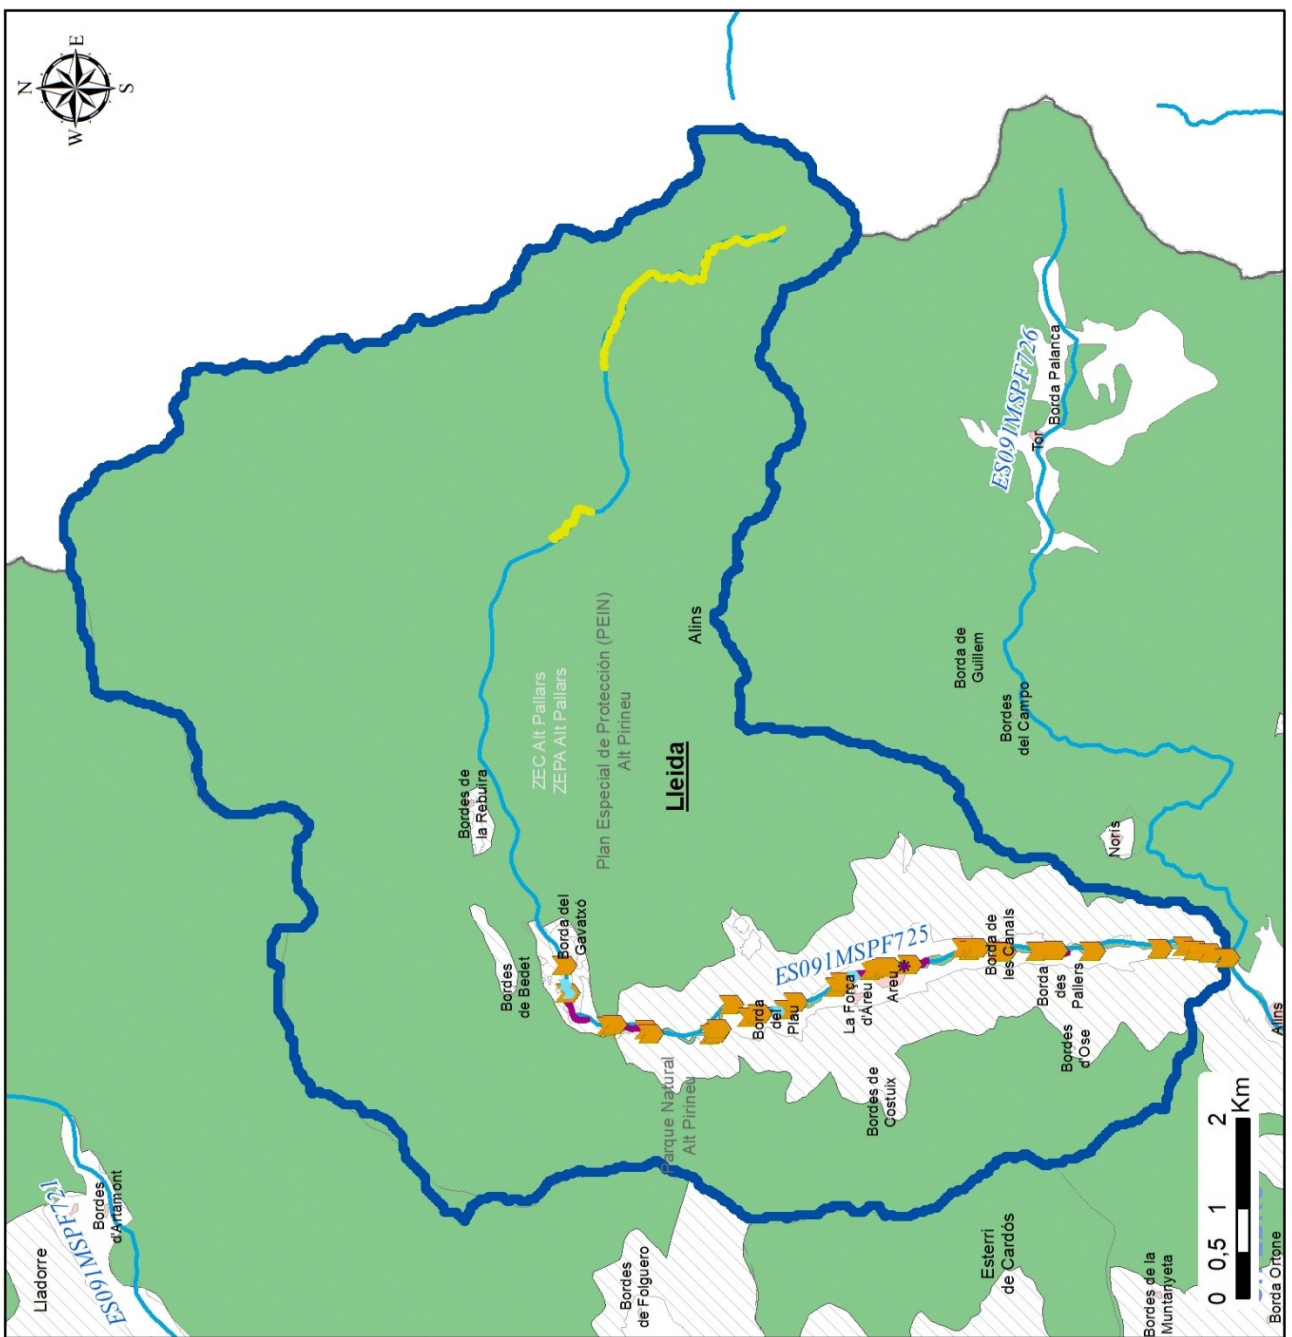 N
E
S
W
ES091MSPF726
Borda Palanca
Tor
Borda de
Guillem
Bordes
del Campo
Alins
ZEC Alt Pallars
ZEPA Alt Pallars
Plan Especial de Protección (PEIN)
Alt Pirineu
Lleida
Bordes de
la Rebuira
Norís
Borda del
Gavatxó
Bordes
de Bedet
ES091MSPF725
Borda de
les Canals
La Força
d'Àreu
Àreu
Borda
del
Plau
Borda
des
Pallers
Bordes
d'Ose
Bordes de
Costuix
Parque Natural
Alt Pirineu
Alins
Lladorre
ES091MSPF721
Bordes
d'Artamont
Bordes
de Folguero
Esterri
de Cardós
Bordes de la
Muntanyeta
Borda Ortone
0 0,5 1 2
Km